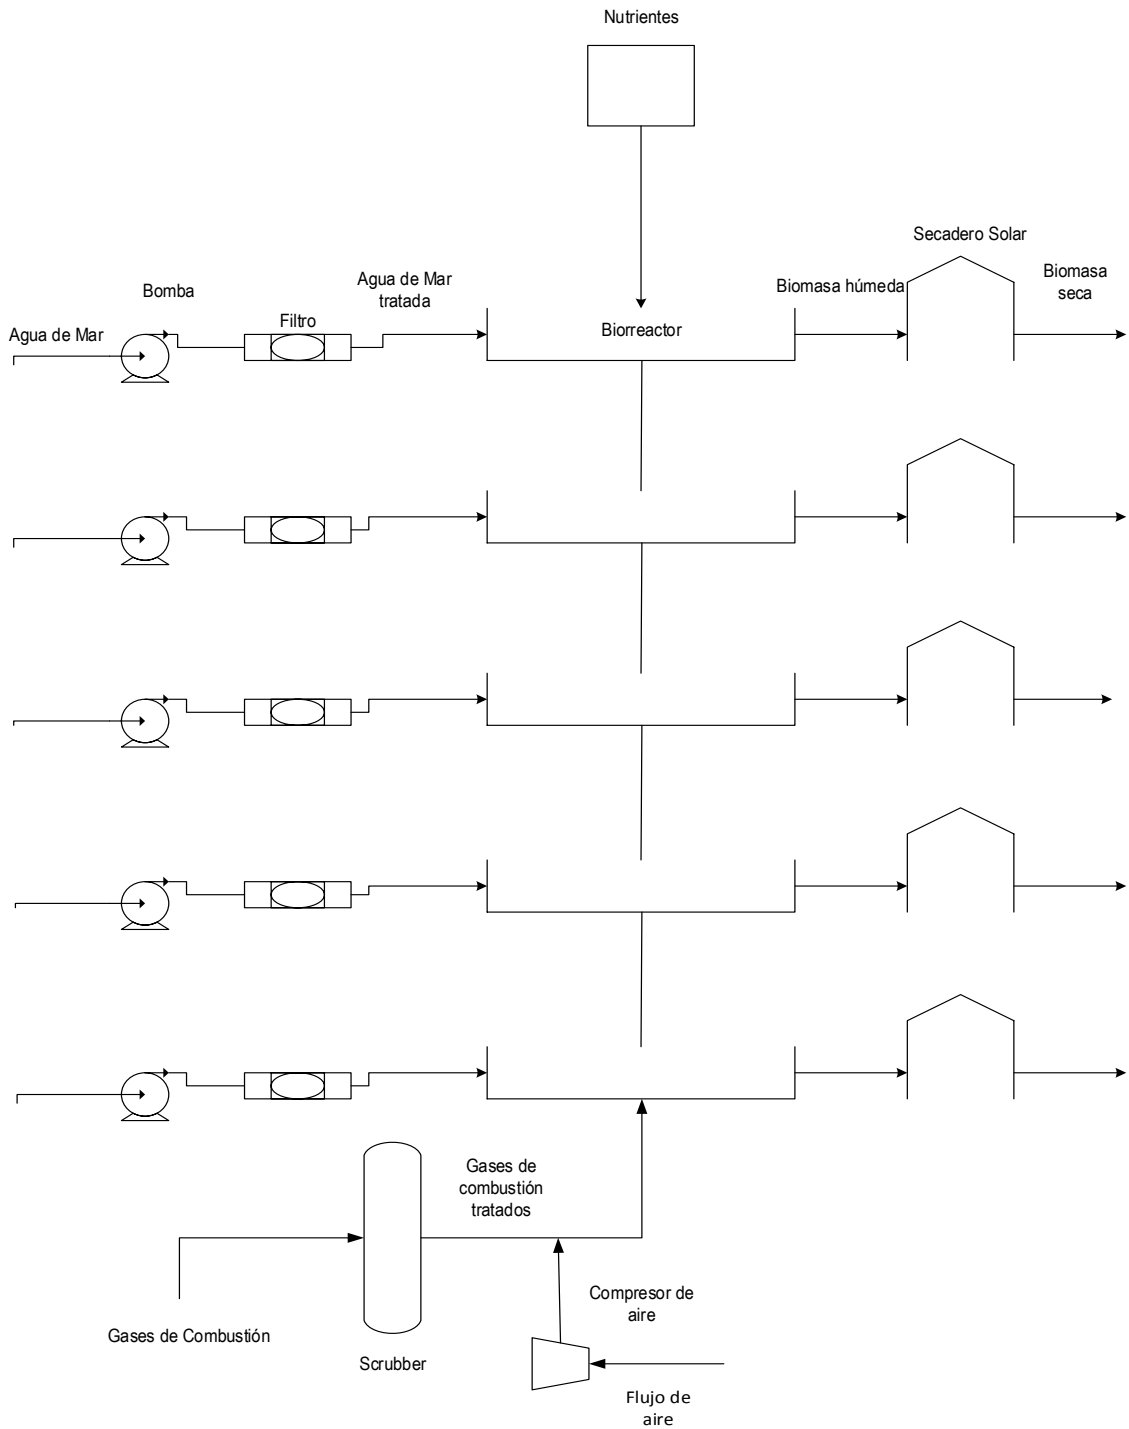 Nutrientes
Secadero Solar
Biomasa
seca
Agua de Mar
tratada
Biomasa húmeda
Bomba
Filtro
Biorreactor
Agua de Mar
Gases de
combustión
tratados
Compresor de
aire
Gases de Combustión
Scrubber
Flujo de
aire